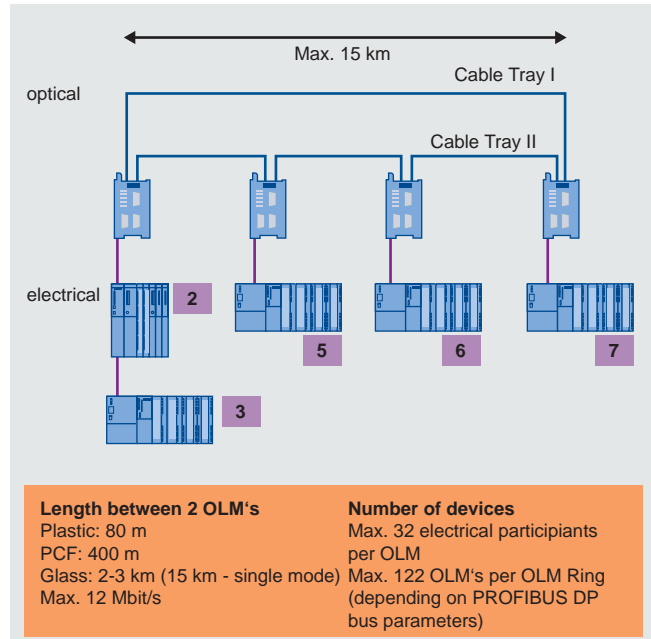 Max. 15 km
Cable Tray I
optical
Cable Tray II
electrical
2
5
6
7
3
Length between 2 OLM‘s
Plastic: 80 m
PCF: 400 m
Glass: 2-3 km (15 km - single mode)
Max. 12 Mbit/s
Number of devices
Max. 32 electrical participiants
per OLM
Max. 122 OLM‘s per OLM Ring
(depending on PROFIBUS DP
bus parameters)